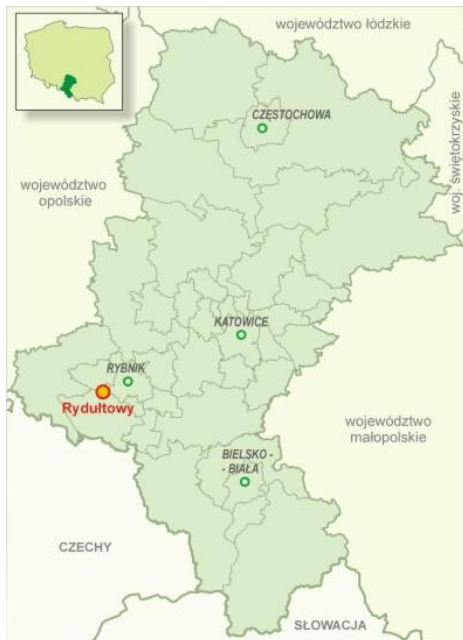 województwo łódzkie
CZĘSTOCHOWA
woj. świętokrzyskie
województwo
opolskie
KATOWICE
RYBNIK
Rydułtowy
województwo
małopolskie
BIELSKO -
- BIAŁA
CZECHY
SŁOWACJA